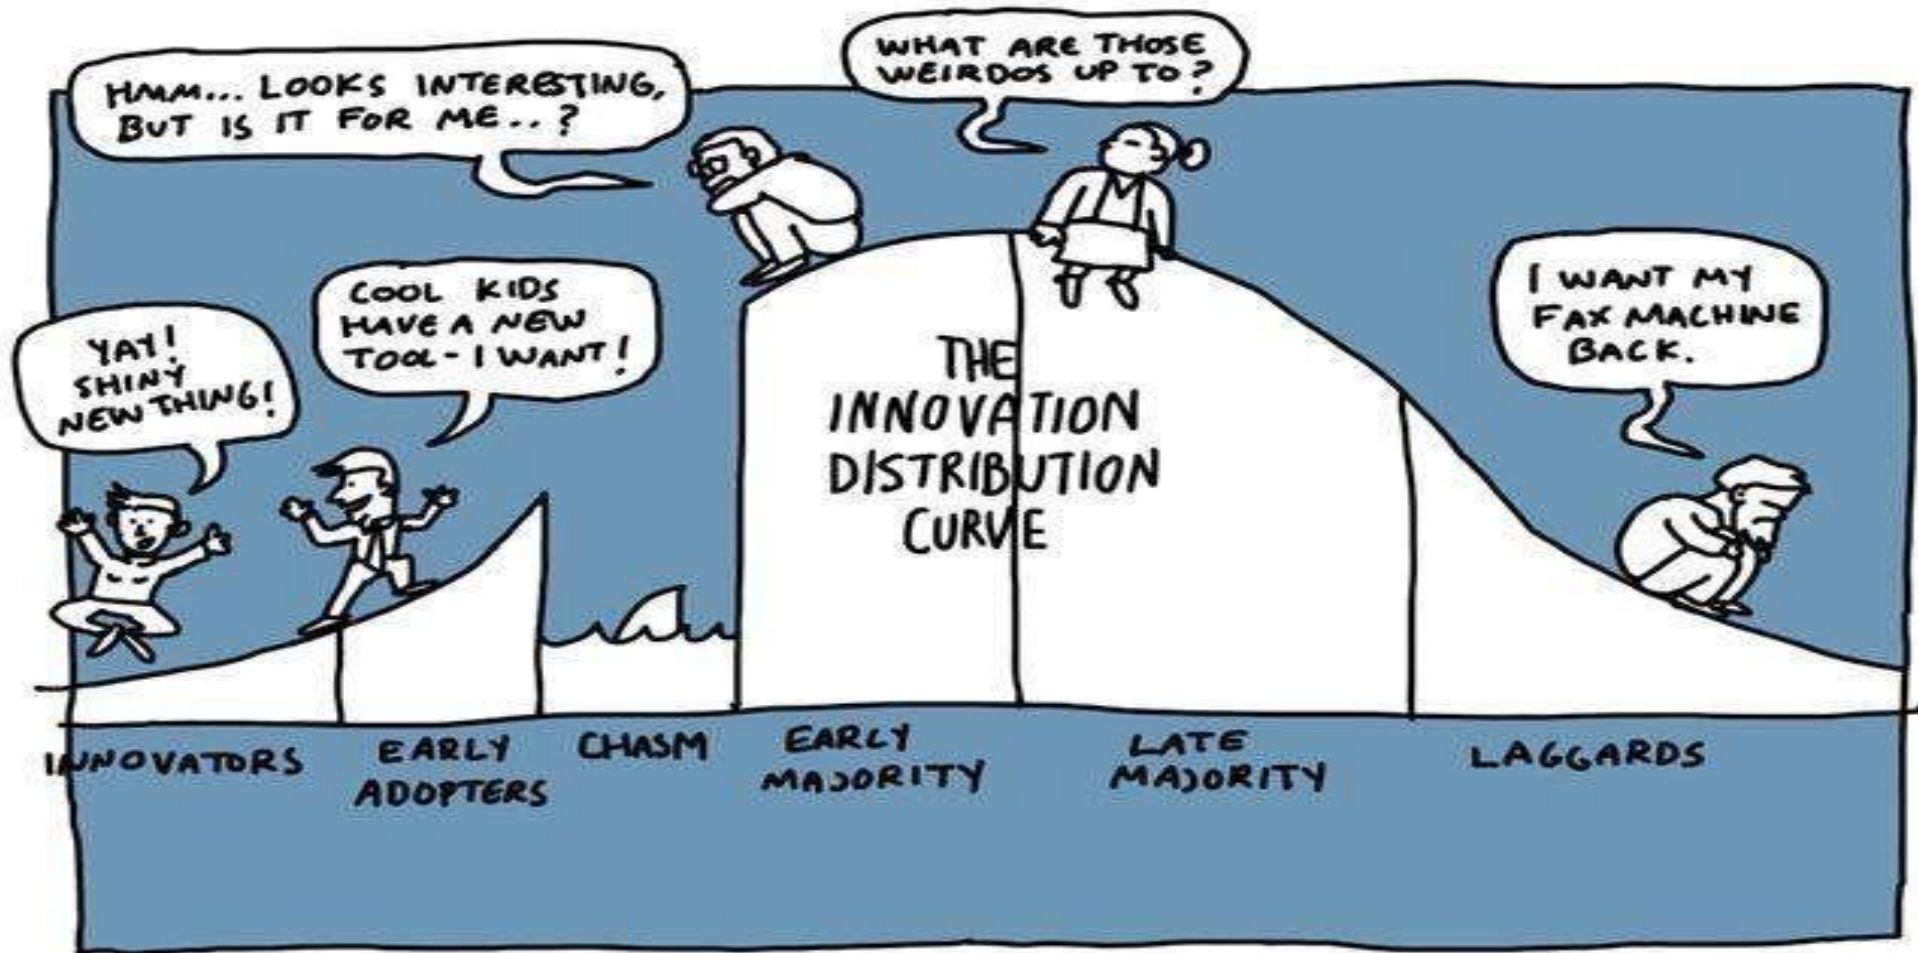 HMM... LOOKS INTERESTING,
BUT IS IT FOR ME..?
WHAT ARE THOSE
WEIRDOS UP TO?
YAY!
SHINY
NEW THING!
COOL KIDS
HAVE A NEW
TOOL - I WANT!
I WANT MY
FAX MACHINE
BACK.
THE
INNOVATION
DISTRIBUTION
CURVE
INNOVATORS
EARLY
ADOPTERS
CHASM
EARLY
MAJORITY
LATE
MAJORITY
LAGGARDS